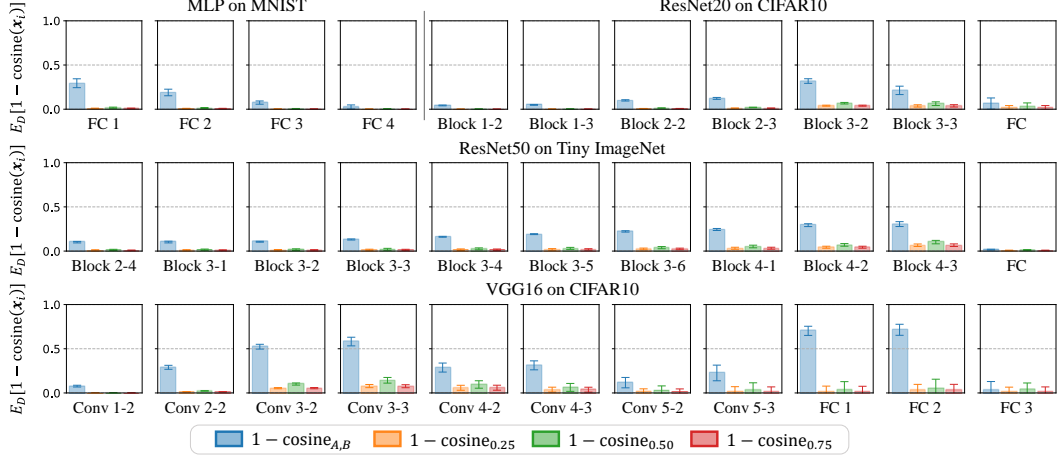 MLP on MNIST
ResNet20 on CIFAR10
E_D[1 − cosine(x_i)]
1.0
0.5
0.0
FC 1
FC 2
FC 3
FC 4
Block 1-2
Block 1-3
Block 2-2
Block 2-3
Block 3-2
Block 3-3
FC
ResNet50 on Tiny ImageNet
E_D[1 − cosine(x_i)]
1.0
0.5
0.0
Block 2-4
Block 3-1
Block 3-2
Block 3-3
Block 3-4
Block 3-5
Block 3-6
Block 4-1
Block 4-2
Block 4-3
FC
VGG16 on CIFAR10
E_D[1 − cosine(x_i)]
1.0
0.5
0.0
Conv 1-2
Conv 2-2
Conv 3-2
Conv 3-3
Conv 4-2
Conv 4-3
Conv 5-2
Conv 5-3
FC 1
FC 2
FC 3
1 − cosine_{A,B}
1 − cosine_{0.25}
1 − cosine_{0.50}
1 − cosine_{0.75}